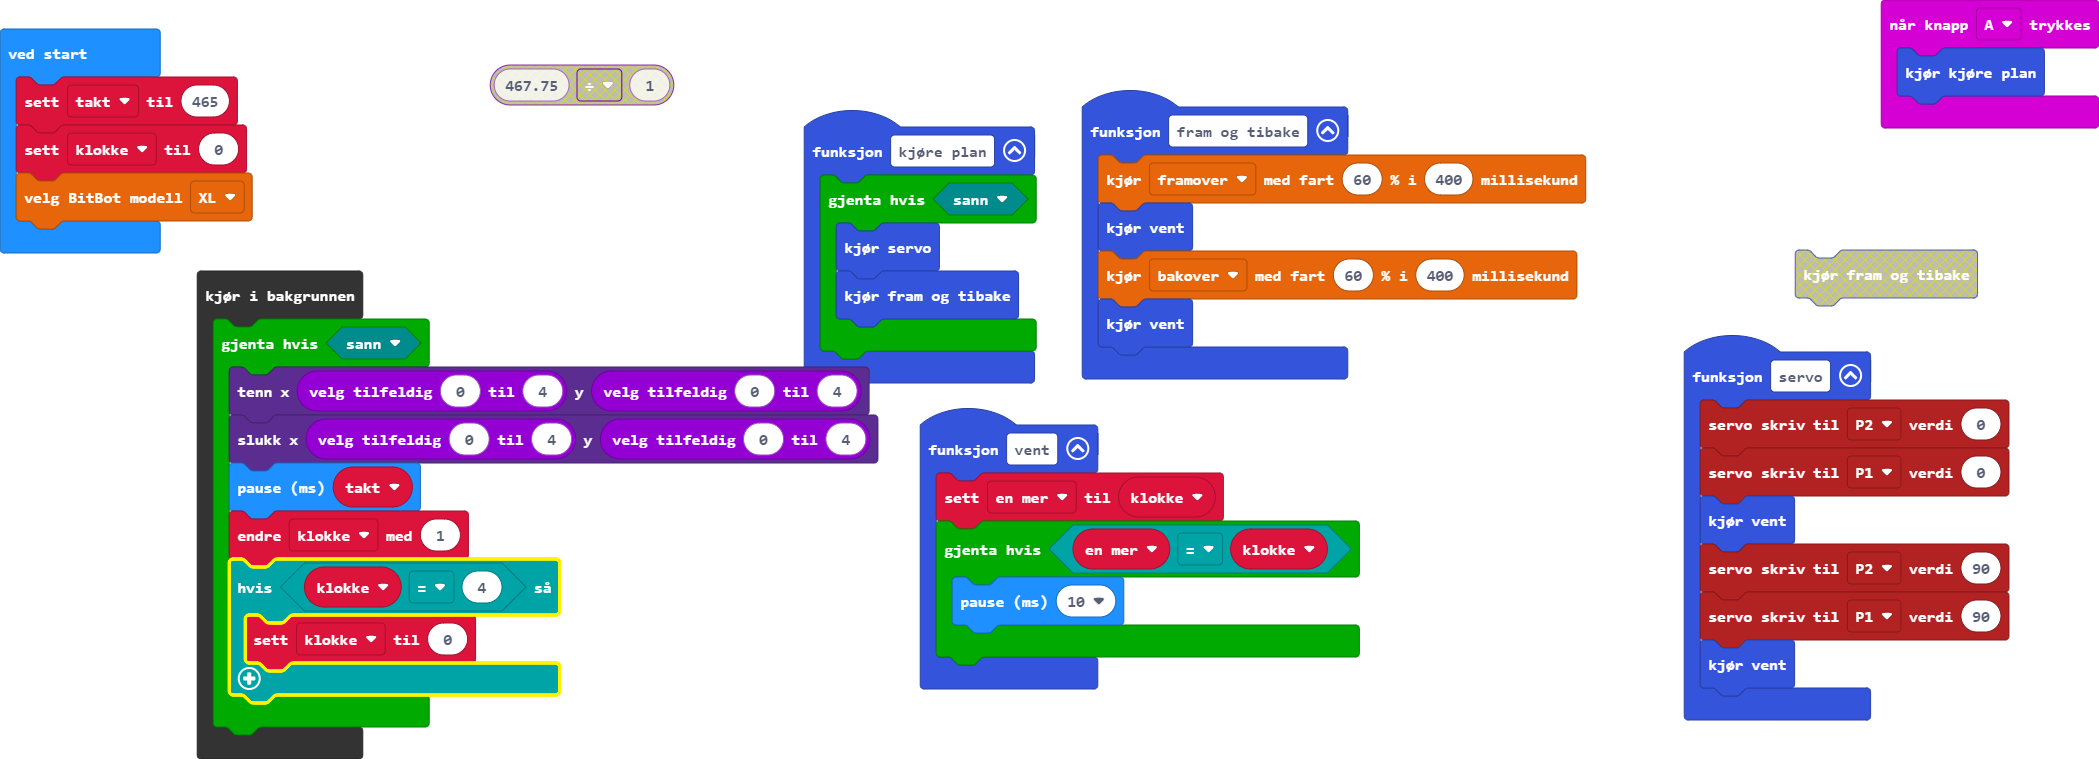 ved start
sett takt til 465
sett klokke til 0
velg BitBot modell XL
467.75 ÷ 1
kjør i bakgrunnen
gjenta hvis sann
tenn x velg tilfeldig 0 til 4 y velg tilfeldig 0 til 4
slukk x velg tilfeldig 0 til 4 y velg tilfeldig 0 til 4
pause (ms) takt
endre klokke med 1
hvis klokke = 4 så
sett klokke til 0
funksjon kjøre plan
gjenta hvis sann
kjør servo
kjør fram og tibake
funksjon fram og tibake
kjør framover med fart 60 % i 400 millisekund
kjør vent
kjør bakover med fart 60 % i 400 millisekund
kjør vent
funksjon vent
sett en mer til klokke
gjenta hvis en mer = klokke
pause (ms) 10
når knapp A trykkes
kjør kjøre plan
kjør fram og tibake
funksjon servo
servo skriv til P2 verdi 0
servo skriv til P1 verdi 0
kjør vent
servo skriv til P2 verdi 90
servo skriv til P1 verdi 90
kjør vent